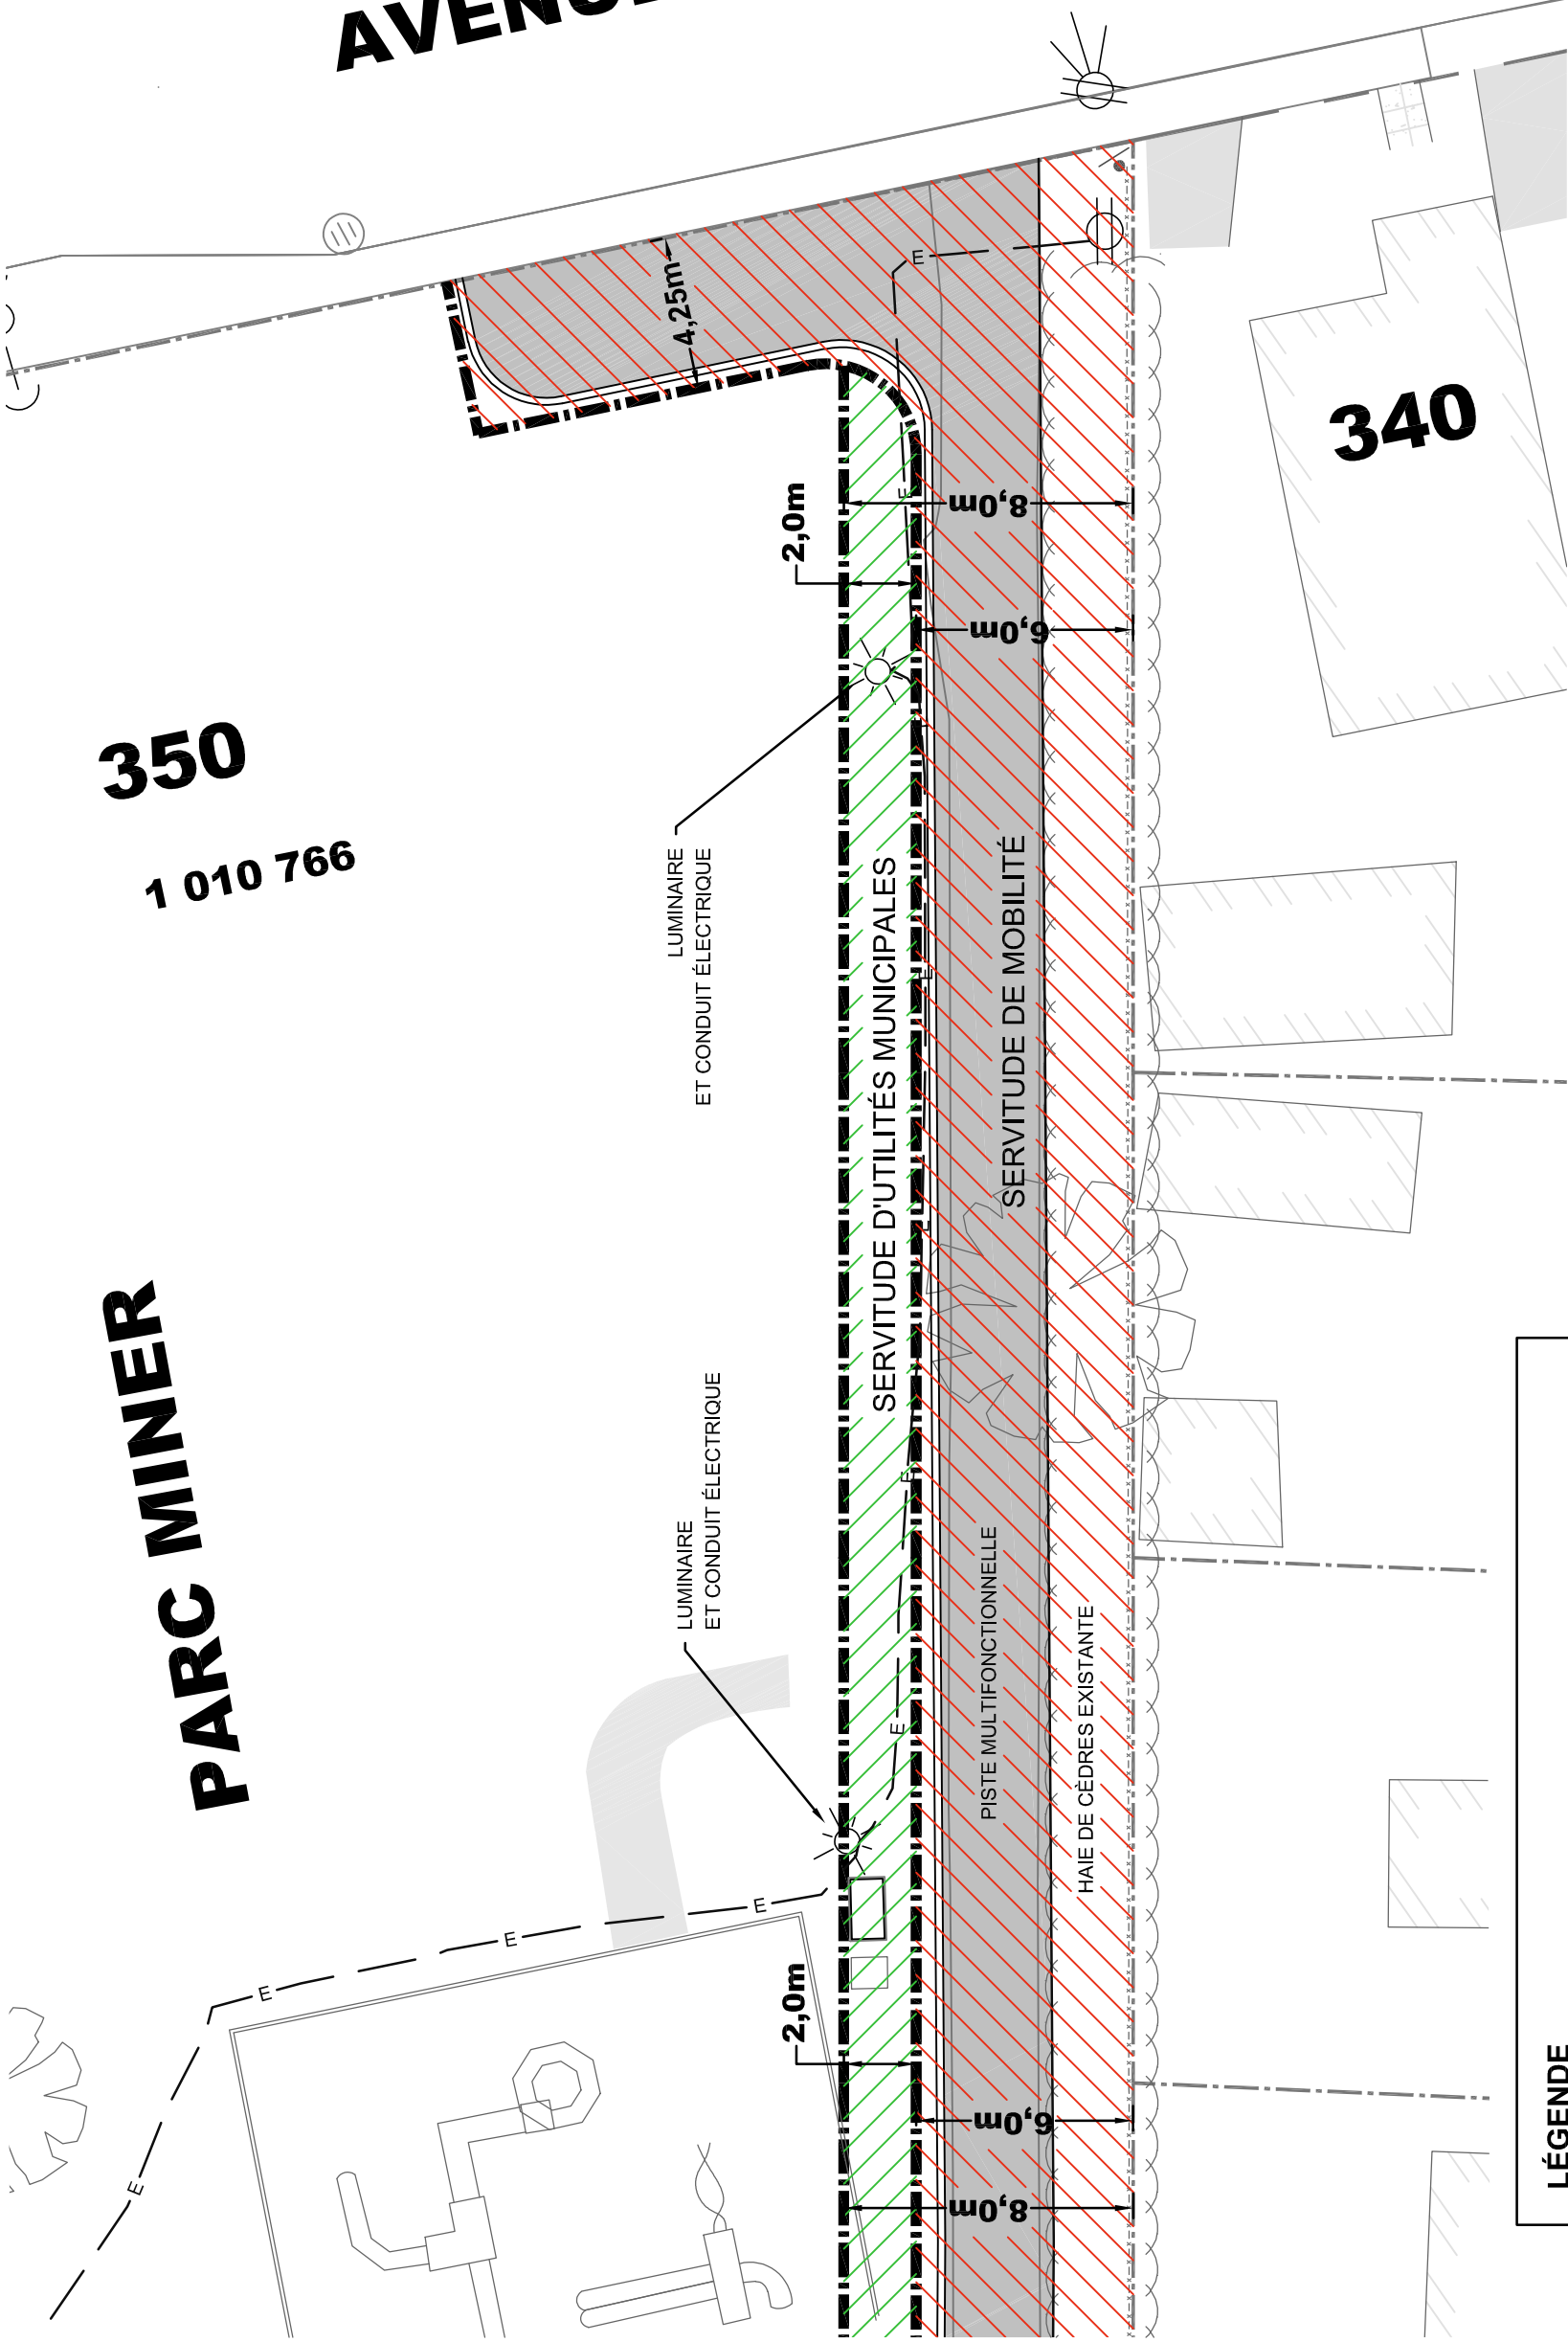 AVENUE
4,25m
E
340
8,0m
2,0m
E
6,0m
350
1 010 766
LUMINAIRE
ET CONDUIT ÉLECTRIQUE
SERVITUDE D'UTILITÉS MUNICIPALES
SERVITUDE DE MOBILITÉ
E
E
PARC MINER
LUMINAIRE
ET CONDUIT ÉLECTRIQUE
E
PISTE MULTIFONCTIONNELLE
HAIE DE CÈDRES EXISTANTE
E
E
E
E
2,0m
6,0m
E
8,0m
LÉGENDE